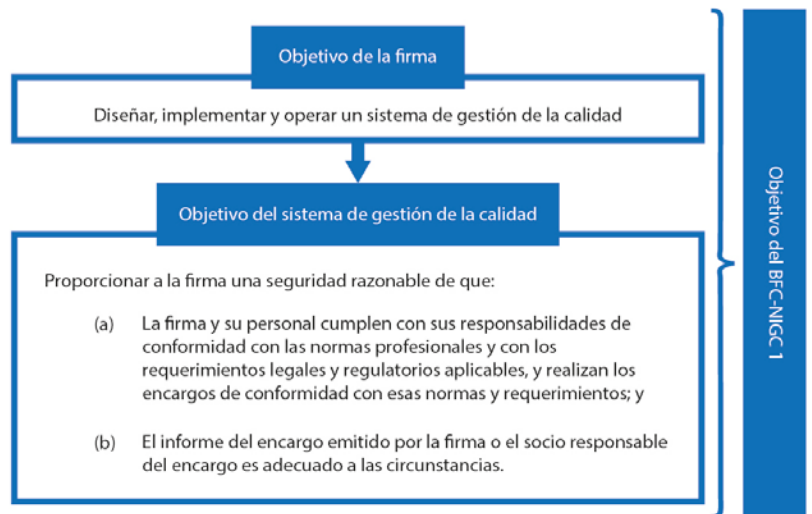 Objetivo de la firma
Diseñar, implementar y operar un sistema de gestión de la calidad
Objetivo del sistema de gestión de la calidad
Proporcionar a la firma una seguridad razonable de que:
(a) La firma y su personal cumplen con sus responsabilidades de
conformidad con las normas profesionales y con los
requerimientos legales y regulatorios aplicables, y realizan los
encargos de conformidad con esas normas y requerimientos; y
(b) El informe del encargo emitido por la firma o el socio responsable
del encargo es adecuado a las circunstancias.
Objetivo del BFC-NIGC 1